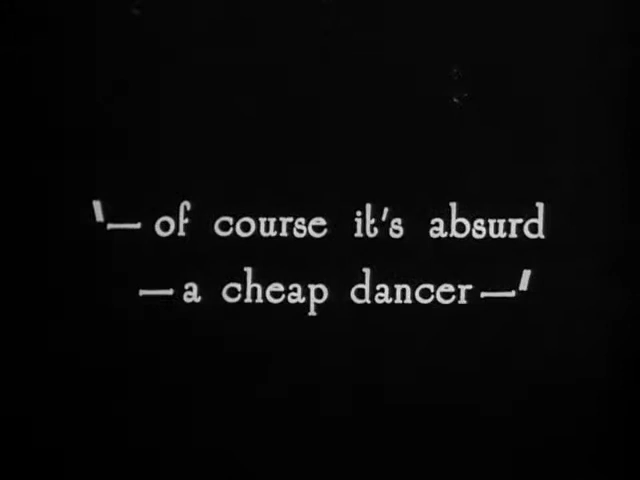 '— of course it's absurd
— a cheap dancer —'